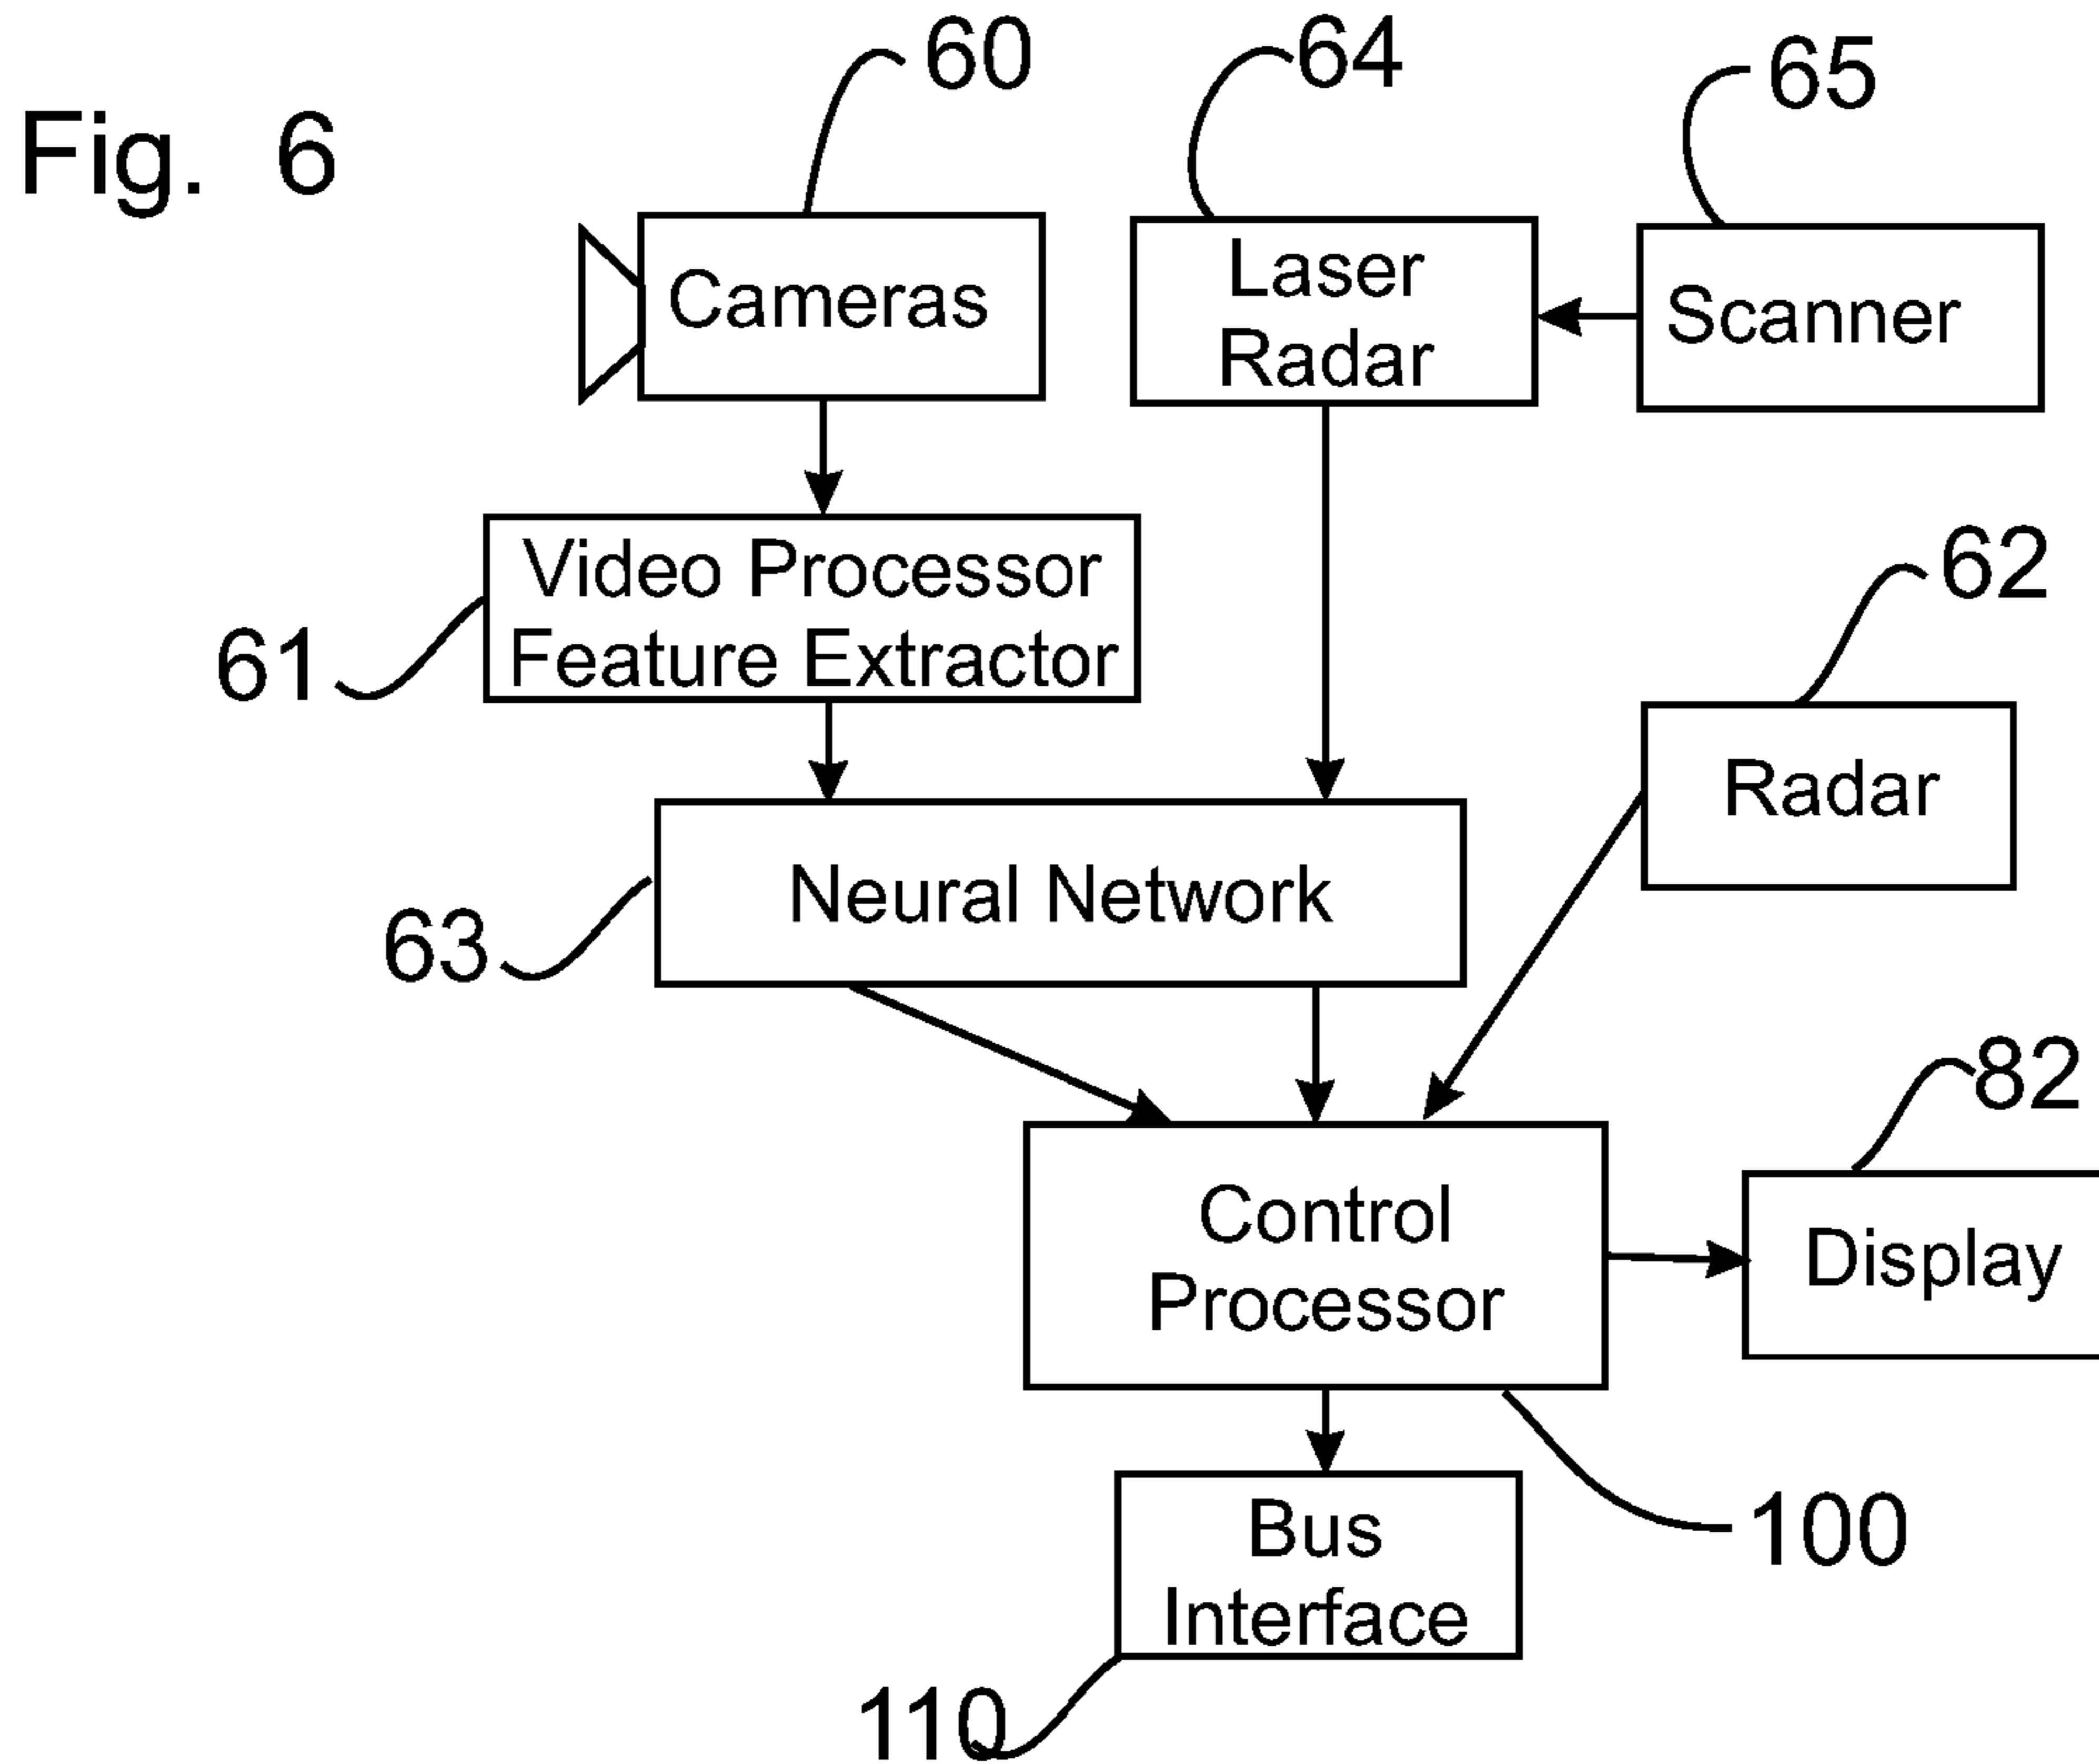 Fig. 6
60
64
65
Cameras
Laser
Radar
Scanner
Video Processor
Feature Extractor
61
62
Radar
Neural Network
63
82
Control
Processor
Display
Bus
Interface
100
110